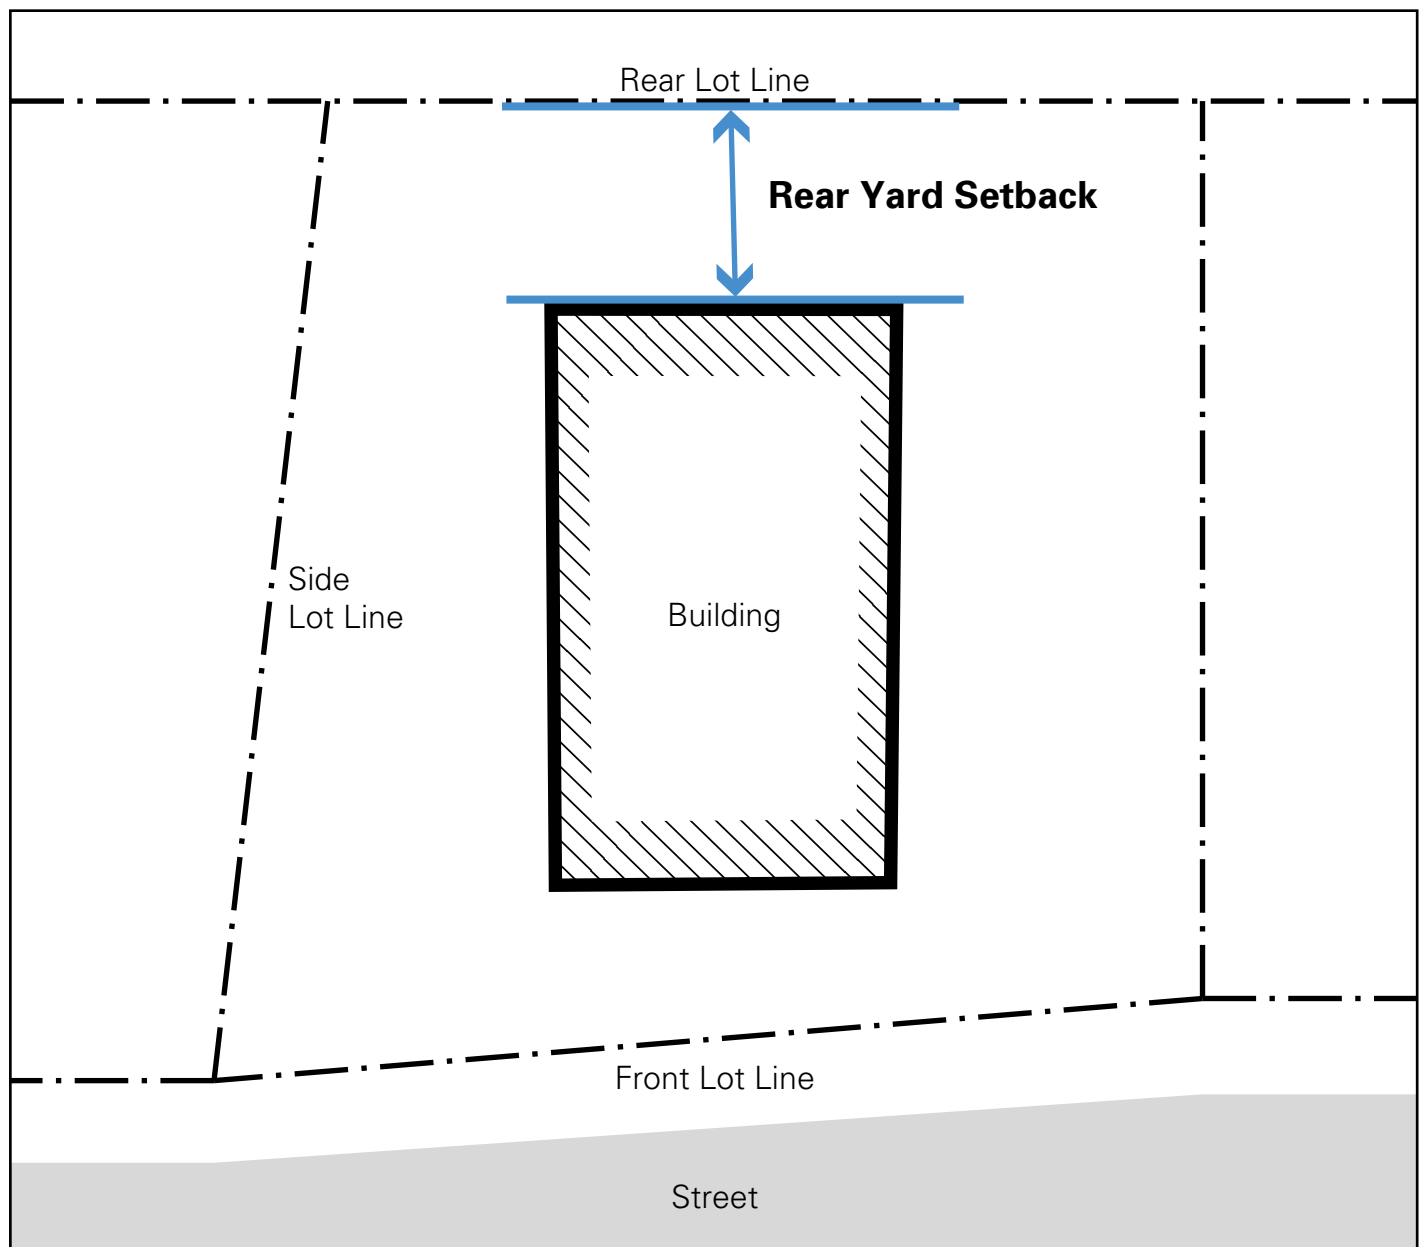 Rear Lot Line
Rear Yard Setback
Side
Lot Line
Building
Front Lot Line
Street